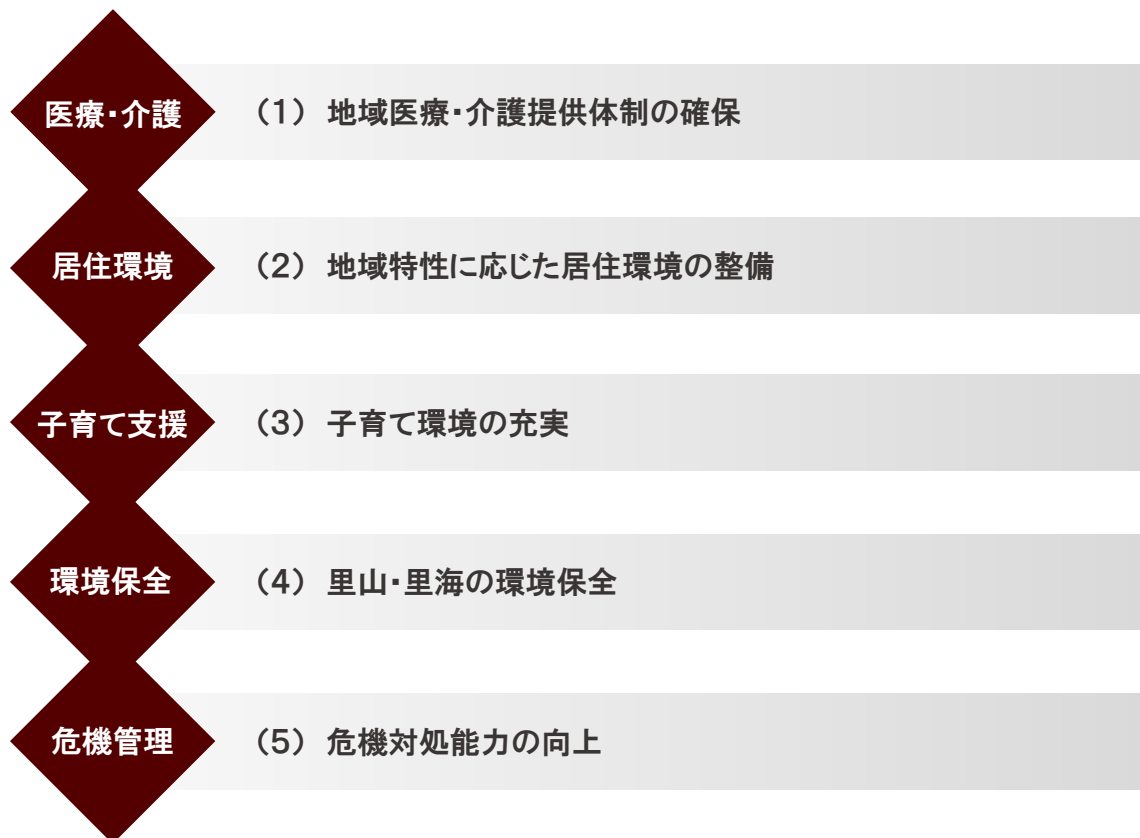 医療・介護
（1） 地域医療・介護提供体制の確保
居住環境
（2） 地域特性に応じた居住環境の整備
子育て支援
（3） 子育て環境の充実
環境保全
（4） 里山・里海の環境保全
危機管理
（5） 危機対処能力の向上